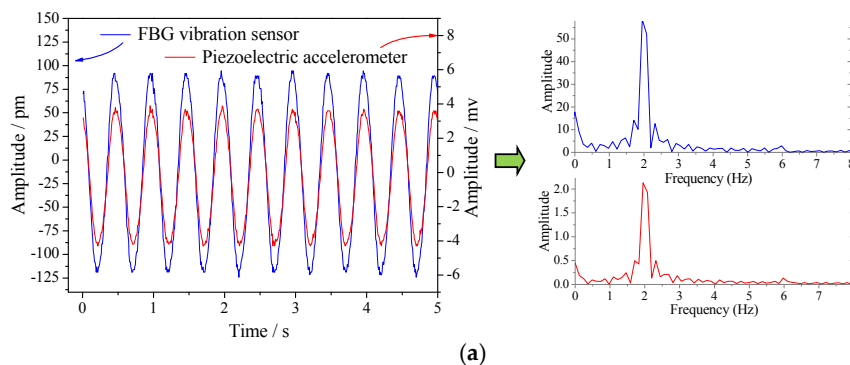 FBG vibration sensor
Piezoelectric accelerometer
Amplitude / pm
150
125
100
75
50
25
0
-25
-50
-75
-100
-125
Amplitude / mv
8
6
4
2
0
-2
-4
-6
0 1 2 3 4 5
Time / s
Amplitude
50
40
30
20
10
0
0 1 2 3 4 5 6 7 8
Frequency (Hz)
Amplitude
2.0
1.5
1.0
0.5
0.0
0 1 2 3 4 5 6 7
Frequency (Hz)
(a)